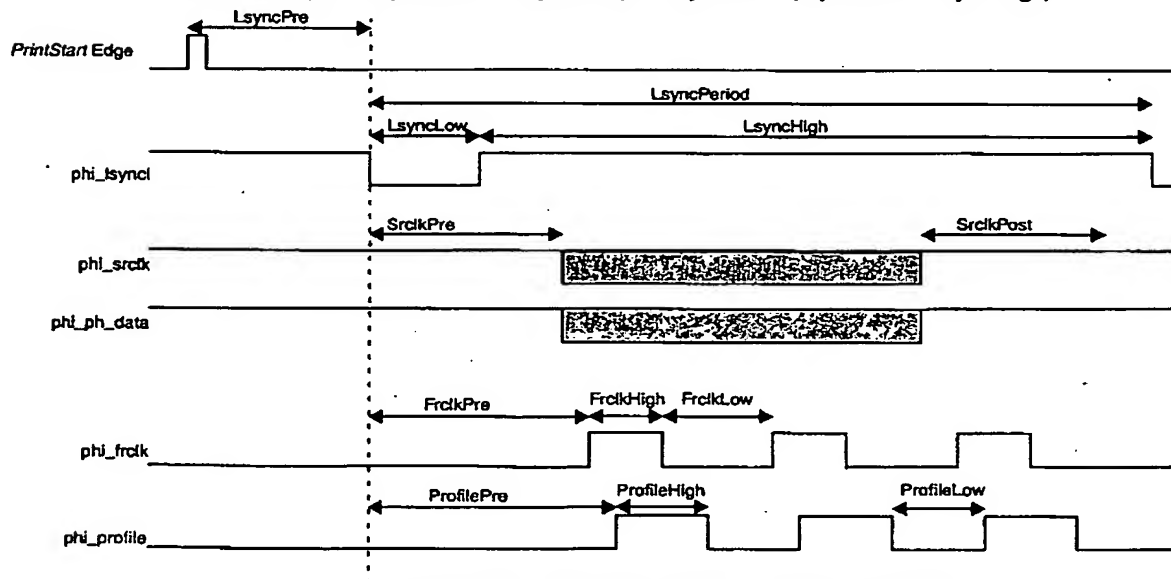 LsyncPre
PrintStart Edge
LsyncPeriod
LsyncLow
LsyncHigh
phi_lsyncl
SrclkPre
SrclkPost
phi_srclk
phi_ph_data
FrclkPre
FrclkHigh
FrclkLow
phi_frclk
ProfilePre
ProfileHigh
ProfileLow
phi_profile